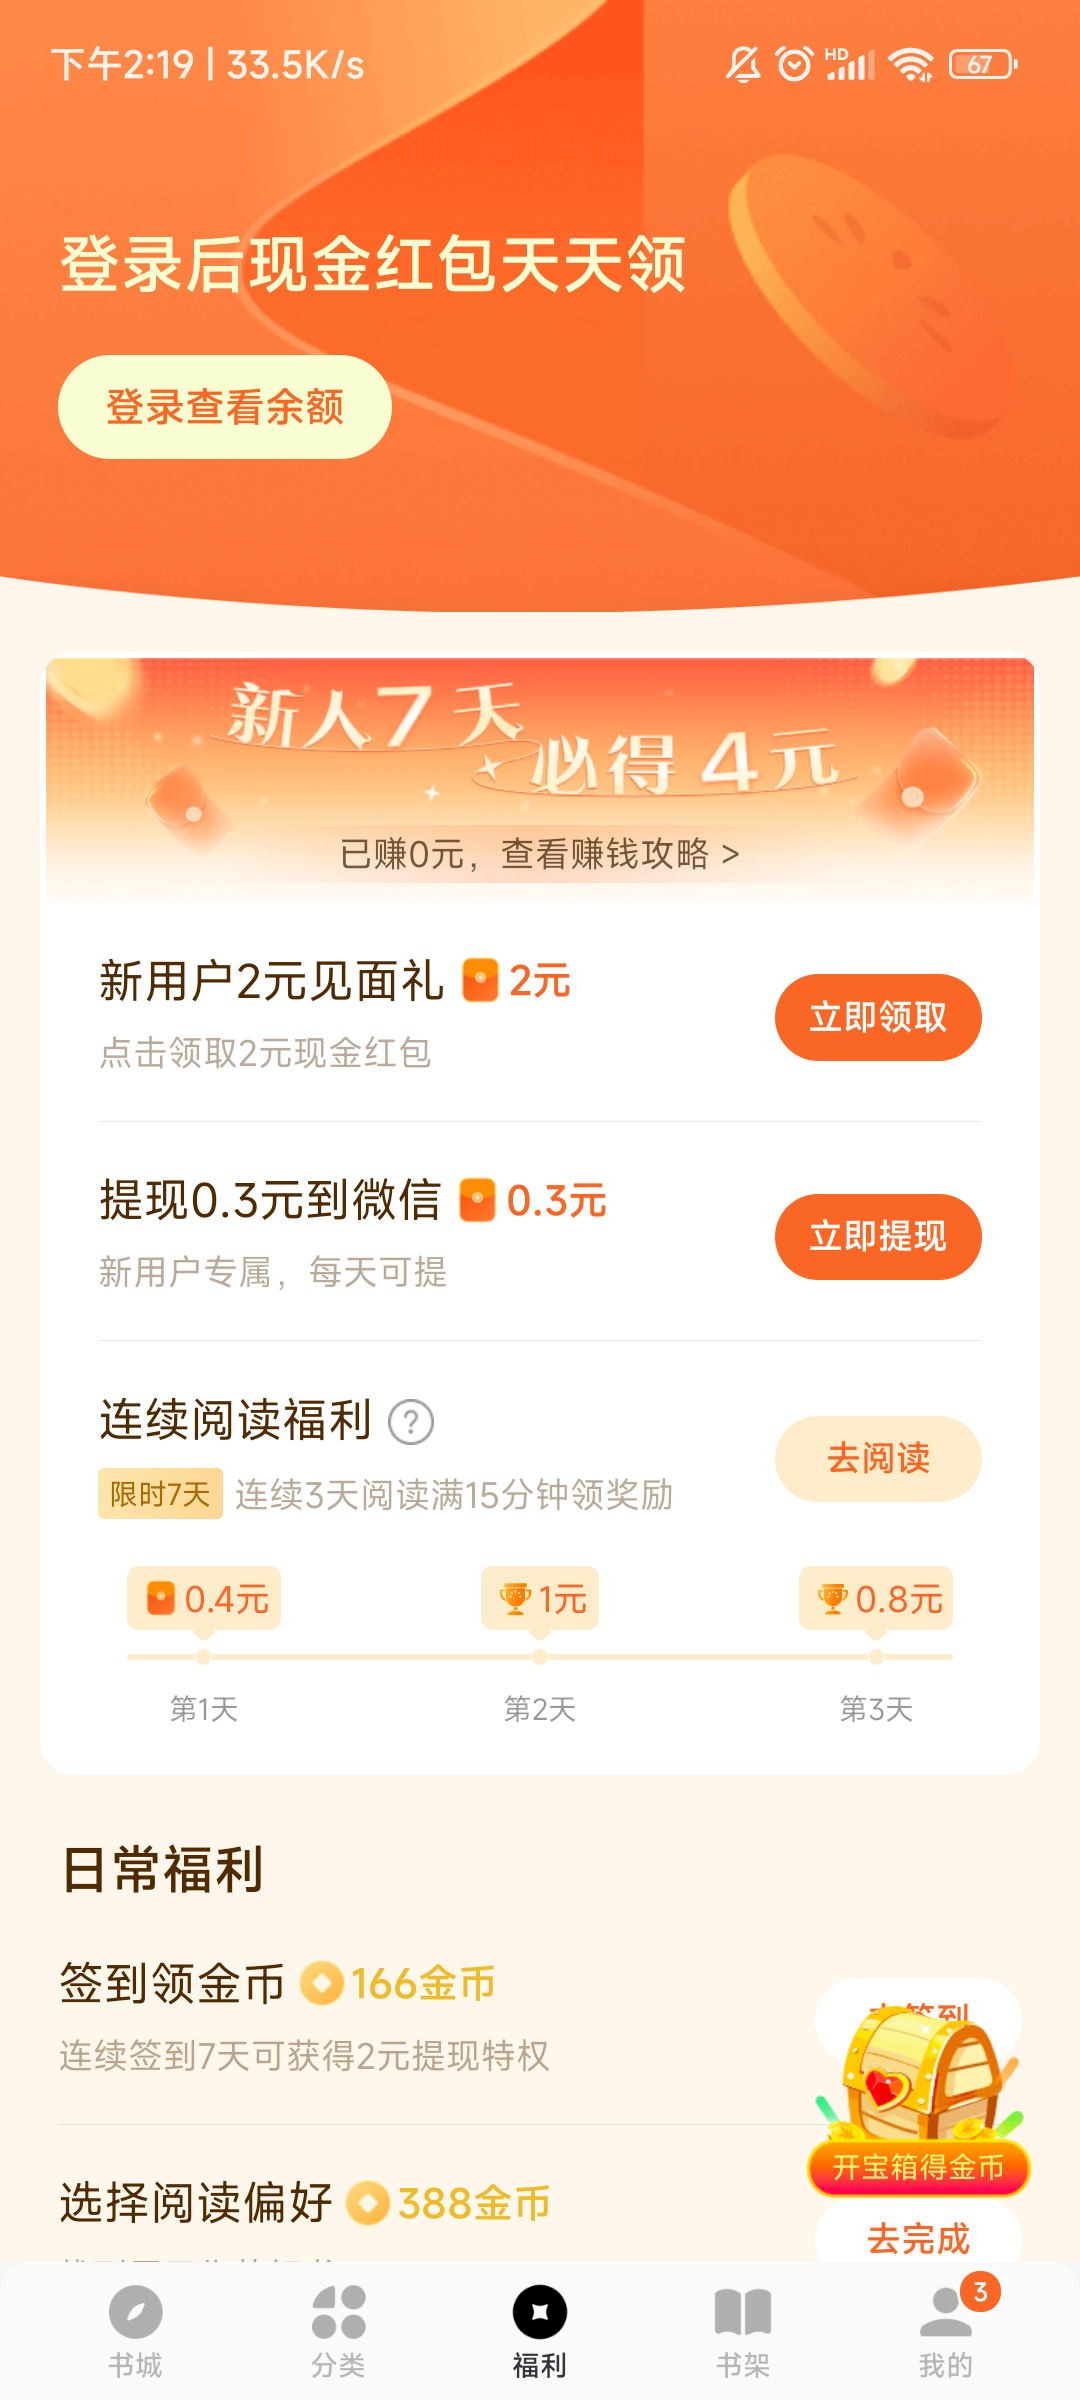 下午2:19 | 33.5K/s
HD
67
登录后现金红包天天领
登录查看余额
新人7天
必得4元
已赚0元，查看赚钱攻略 >
新用户2元见面礼 2元
点击领取2元现金红包
立即领取
提现0.3元到微信 0.3元
新用户专属，每天可提
立即提现
连续阅读福利 ?
限时7天 连续3天阅读满15分钟领奖励
去阅读
0.4元 1元 0.8元
第1天 第2天 第3天
日常福利
签到领金币 166金币
连续签到7天可获得2元提现特权
签到
开宝箱得金币
选择阅读偏好 388金币
去完成
3
书城 分类 福利 书架 我的